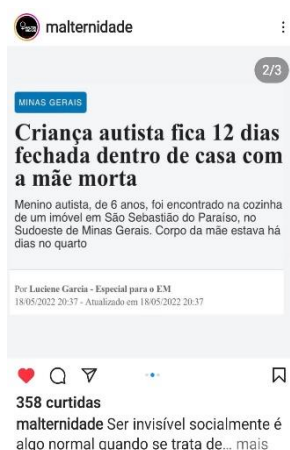 malternidade
2/3
MINAS GERAIS
Criança autista fica 12 dias
fechada dentro de casa com
a mãe morta
Menino autista, de 6 anos, foi encontrado na cozinha
de um imóvel em São Sebastião do Paraíso, no
Sudoeste de Minas Gerais. Corpo da mãe estava há
dias no quarto
Por Luciene Garcia - Especial para o EM
18/05/2022 20:37 - Atualizado em 18/05/2022 20:37
358 curtidas
malternidade Ser invisível socialmente é
algo normal quando se trata de... mais